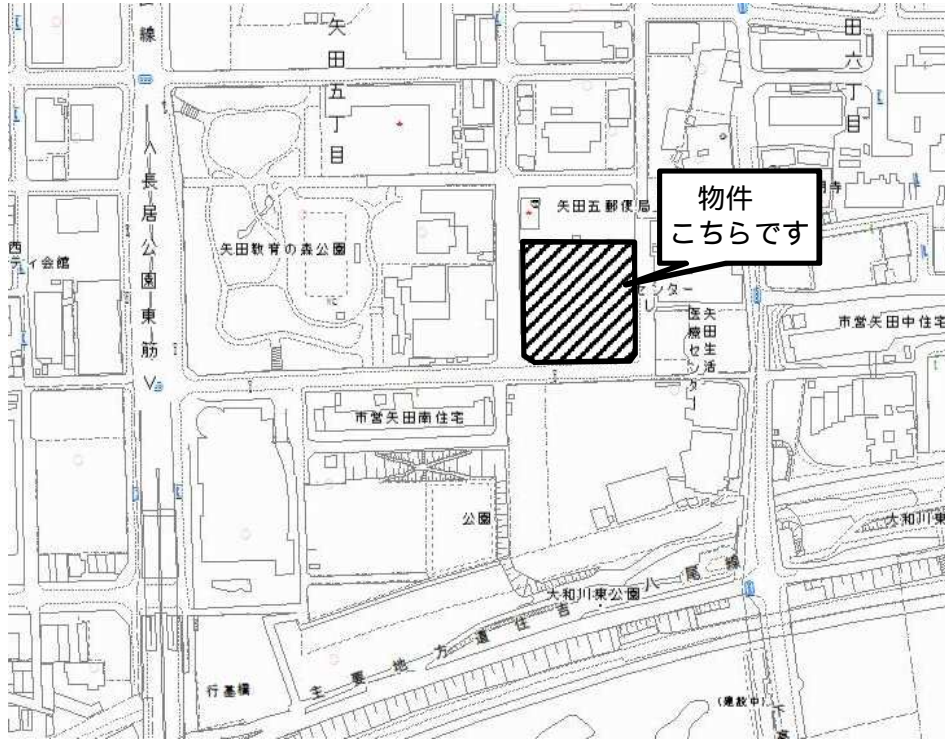 線
矢田五丁目
田六丁目
長居公園東筋
矢田五郵便局
物件
こちらです
矢田教育の森公園
ティ会館
センター
矢田生活
医療センター
市営矢田中住宅
市営矢田南住宅
公園
大和川東
大和川東公園
主要地方道住吉八尾線
行基橋
(建設中)